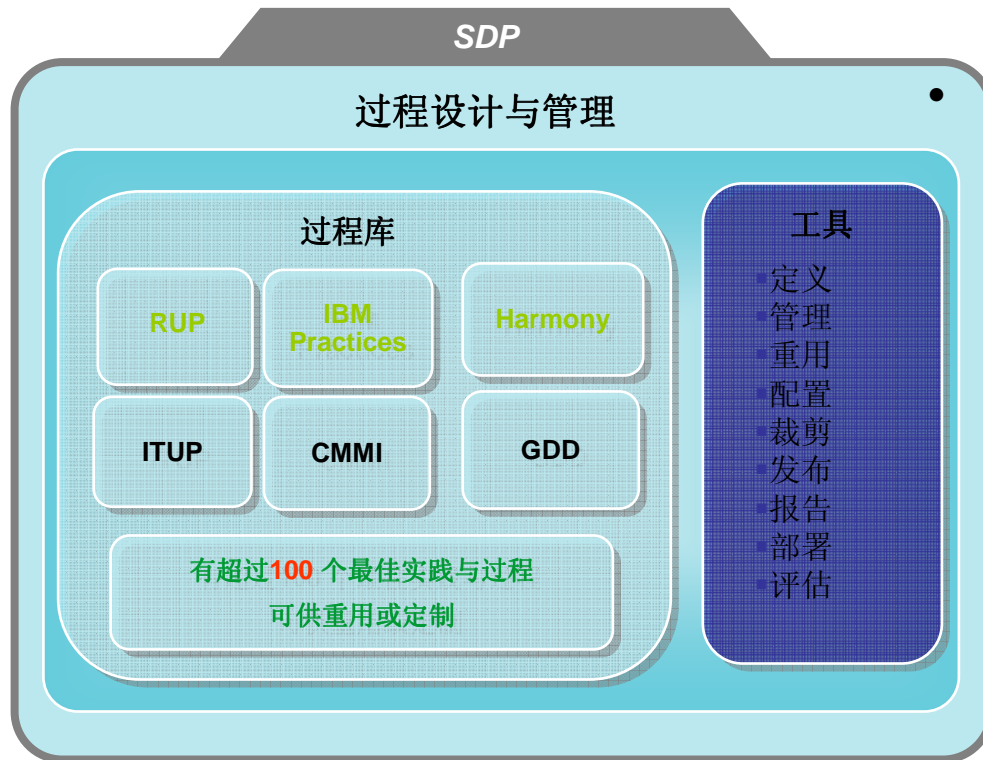 SDP
过程设计与管理
过程库
RUP
IBM
Practices
Harmony
ITUP
CMMI
GDD
有超过100 个最佳实践与过程
可供重用或定制
工具
定义
管理
重用
配置
裁剪
发布
报告
部署
评估